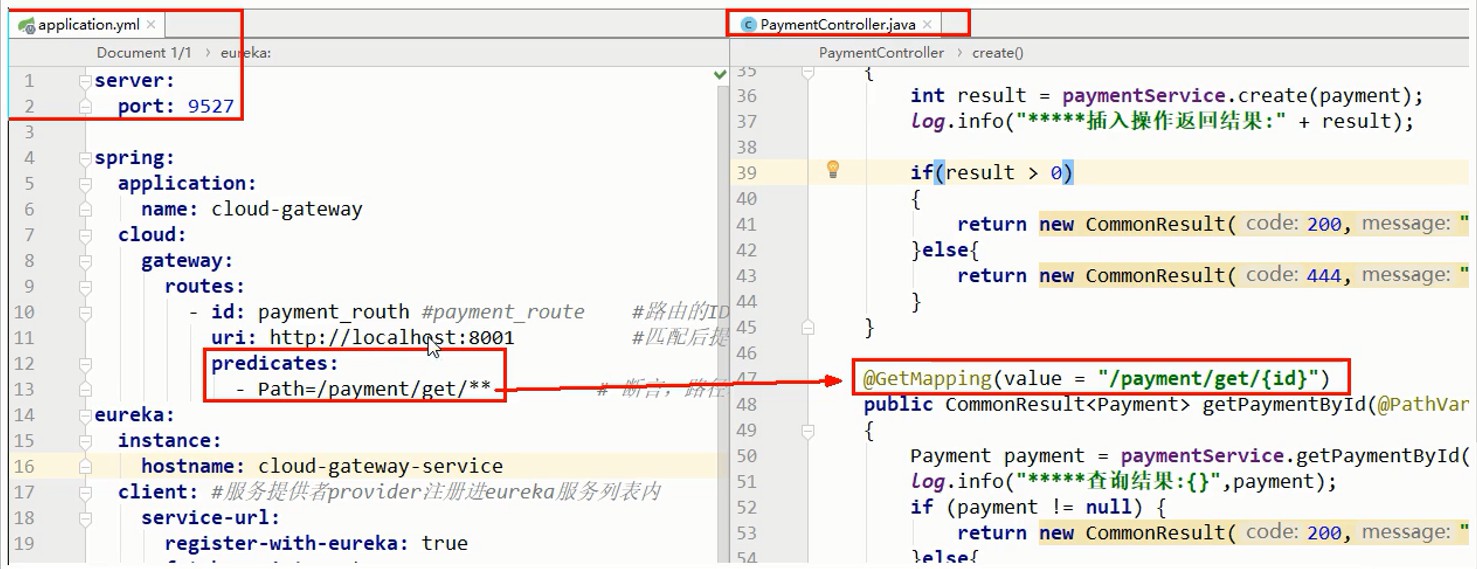 application.yml
Document 1/1 › eureka:
1 server:
2 port: 9527
3
4 spring:
5 application:
6 name: cloud-gateway
7 cloud:
8 gateway:
9 routes:
10 - id: payment_routh #payment_route #路由的ID
11 uri: http://localhost:8001 #匹配后提
12 predicates:
13 - Path=/payment/get/** # 断言，路径
14 eureka:
15 instance:
16 hostname: cloud-gateway-service
17 client: #服务提供者provider注册进eureka服务列表内
18 service-url:
19 register-with-eureka: true
PaymentController.java
PaymentController › create()
35 {
36 int result = paymentService.create(payment);
37 log.info("*****插入操作返回结果:" + result);
38
39 if(result > 0)
40 {
41 return new CommonResult( code: 200, message: "
42 }else{
43 return new CommonResult( code: 444, message: "
44 }
45 }
46
47 @GetMapping(value = "/payment/get/{id}")
48 public CommonResult<Payment> getPaymentById(@PathVar
49 {
50 Payment payment = paymentService.getPaymentById(
51 log.info("*****查询结果:{}",payment);
52 if (payment != null) {
53 return new CommonResult( code: 200, message: "
54 }else{